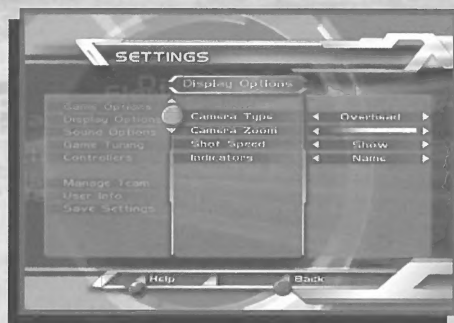 SETTINGS
Display Options
Game Options
Display Options
Sound Options
Game Tuning
Controllers
Manage Team
User Info
Save Settings
Camera Type
Camera Zoom
Shot Speed
Indicators
Overhead
Show
Name
Help
Back